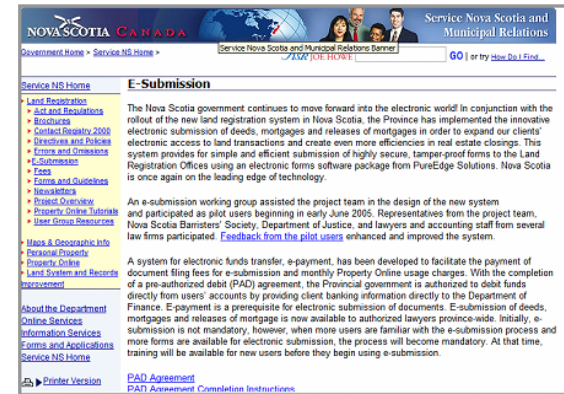 NOVA SCOTIA CANADA
Service Nova Scotia and
Municipal Relations
Government Home > Service NS Home >
Service Nova Scotia and Municipal Relations Banner
ASK JOE HOWE
GO | or try How Do I Find...
Service NS Home
Land Registration
Act and Regulations
Brochures
Contact Registry 2000
Directives and Policies
Errors and Omissions
E-Submission
Fees
Forms and Guidelines
Newsletters
Project Overview
Property Online Tutorials
User Group Resources
Maps & Geographic Info
Personal Property
Property Online
Land System and Records
Improvement
About the Department
Online Services
Information Services
Forms and Applications
Service NS Home
Printer Version
E-Submission
The Nova Scotia government continues to move forward into the electronic world! In conjunction with the
rollout of the new land registration system in Nova Scotia, the Province has implemented the innovative
electronic submission of deeds, mortgages and releases of mortgages in order to expand our clients'
electronic access to land transactions and create even more efficiencies in real estate closings. This
system provides for simple and efficient submission of highly secure, tamper-proof forms to the Land
Registration Offices using an electronic forms software package from PureEdge Solutions. Nova Scotia
is once again on the leading edge of technology.
An e-submission working group assisted the project team in the design of the new system
and participated as pilot users beginning in early June 2005. Representatives from the project team,
Nova Scotia Barristers' Society, Department of Justice, and lawyers and accounting staff from several
law firms participated. Feedback from the pilot users enhanced and improved the system.
A system for electronic funds transfer, e-payment, has been developed to facilitate the payment of
document filing fees for e-submission and monthly Property Online usage charges. With the completion
of a pre-authorized debit (PAD) agreement, the Provincial government is authorized to debit funds
directly from users' accounts by providing client banking information directly to the Department of
Finance. E-payment is a prerequisite for electronic submission of documents. E-submission of deeds,
mortgages and releases of mortgage is now available to authorized lawyers province-wide. Initially, e-
submission is not mandatory, however, when more users are familiar with the e-submission process and
more forms are available for electronic submission, the process will become mandatory. At that time,
training will be available for new users before they begin using e-submission.
PAD Agreement
PAD Agreement Completion Instructions